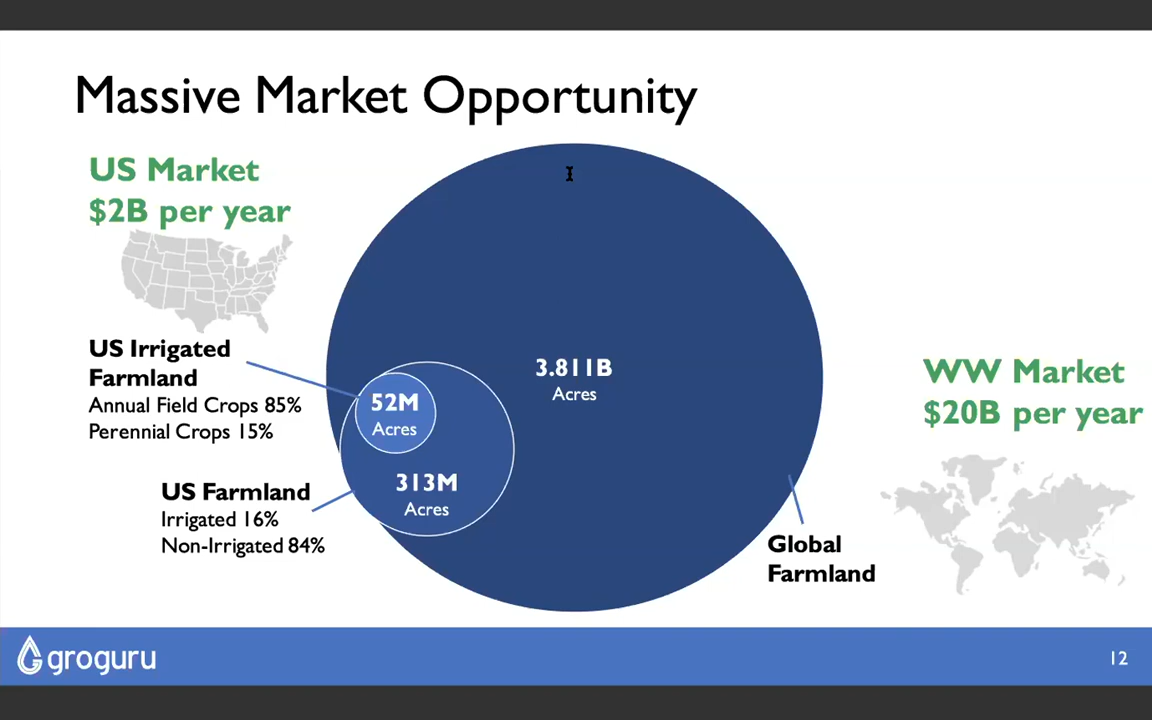 Massive Market Opportunity
US Market
$2B per year
US Irrigated
Farmland
Annual Field Crops 85%
Perennial Crops 15%
US Farmland
Irrigated 16%
Non-Irrigated 84%
52M
Acres
313M
Acres
3.811B
Acres
Global
Farmland
WW Market
$20B per year
groguru
12